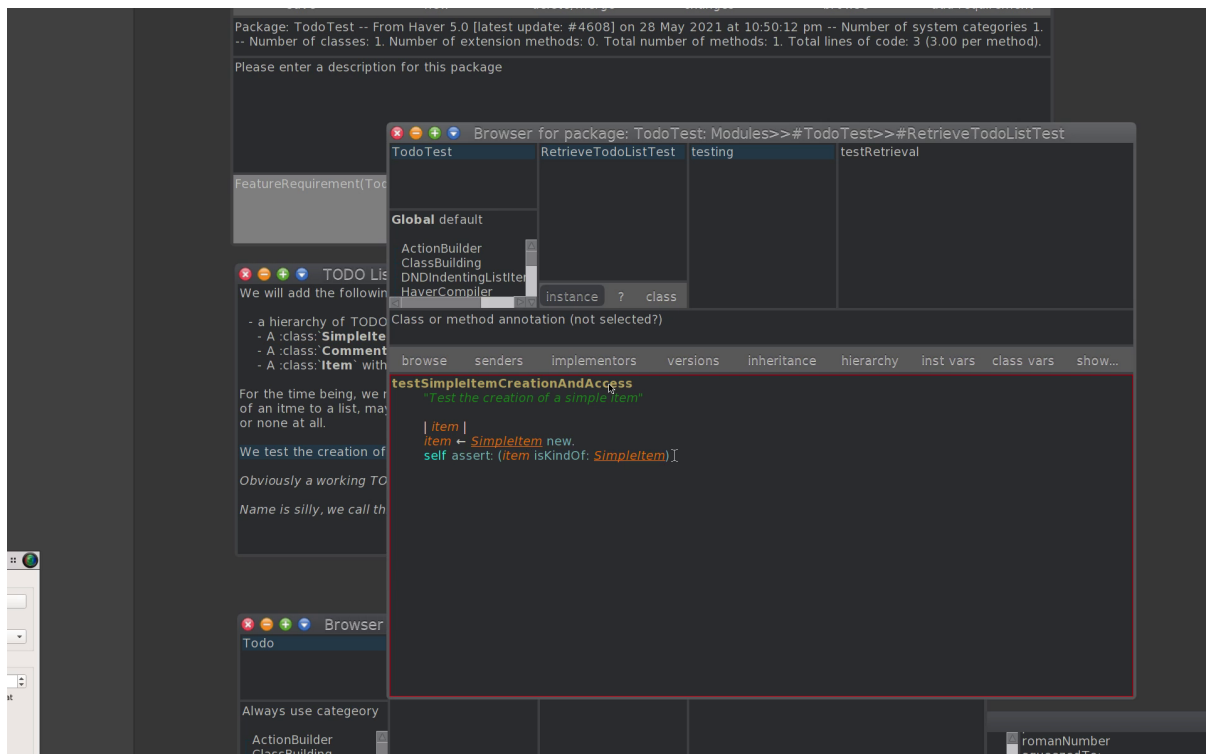 Package: TodoTest -- From Haver 5.0 [latest update: #4608] on 28 May 2021 at 10:50:12 pm -- Number of system categories 1.
-- Number of classes: 1. Number of extension methods: 0. Total number of methods: 1. Total lines of code: 3 (3.00 per method).
Please enter a description for this package
FeatureRequirement(Tod
Browser for package: TodoTest: Modules>>#TodoTest>>#RetrieveTodoListTest
TodoTest
RetrieveTodoListTest
testing
testRetrieval
Global default
ActionBuilder
ClassBuilding
DNDIndentingListIter
HaverCompiler
instance ? class
Class or method annotation (not selected?)
browse senders implementors versions inheritance hierarchy inst vars class vars show...
testSimpleItemCreationAndAccess
"Test the creation of a simple item"
| item |
item ← SimpleItem new.
self assert: (item isKindOf: SimpleItem)
TODO Lis
We will add the followin
- a hierarchy of TODO
- A :class:`SimpleIte
- A :class:`Comment
- A :class:`Item` with
For the time being, we r
of an itme to a list, may
or none at all.
We test the creation of
Obviously a working TO
Name is silly, we call th
Browser
Todo
Always use categeory
ActionBuilder
ClassBuilding
romanNumber